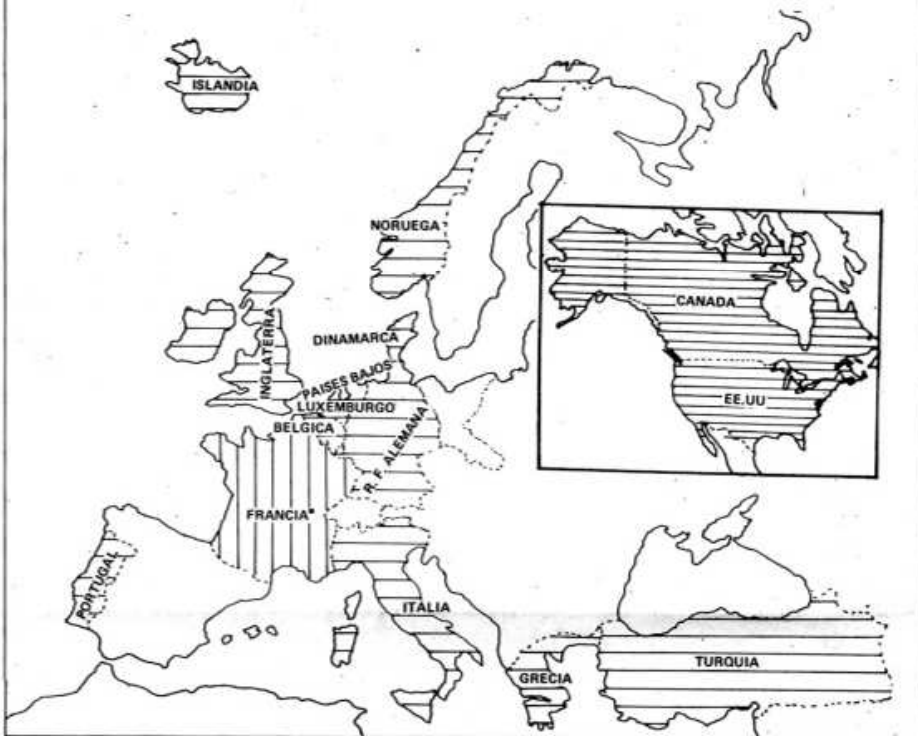 ISLANDIA
NORUEGA
CANADA
INGLATERRA
DINAMARCA
PAISES BAJOS
LUXEMBURGO
BELGICA
R. F. ALEMANA
EE.UU
FRANCIA*
PORTUGAL
ITALIA
TURQUIA
GRECIA